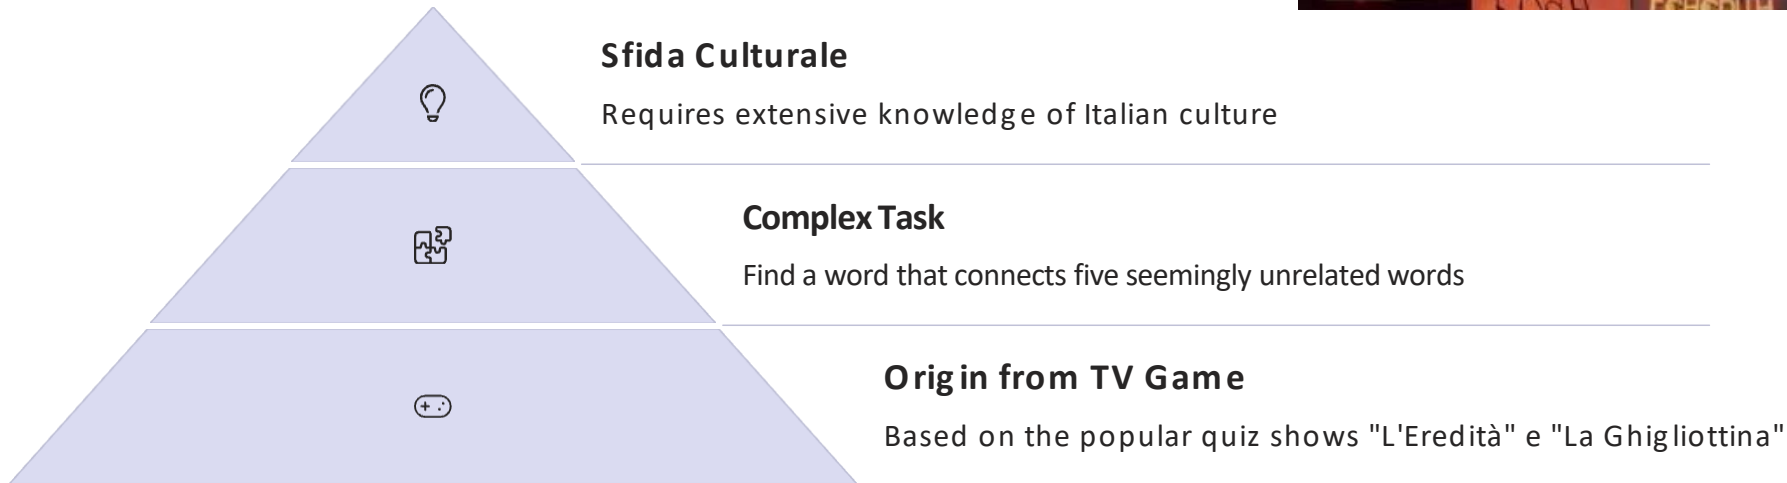 Sfida Culturale
Requires extensive knowledge of Italian culture
Complex Task
Find a word that connects five seemingly unrelated words
Origin from TV Game
Based on the popular quiz shows "L'Eredità" e "La Ghigliottina"